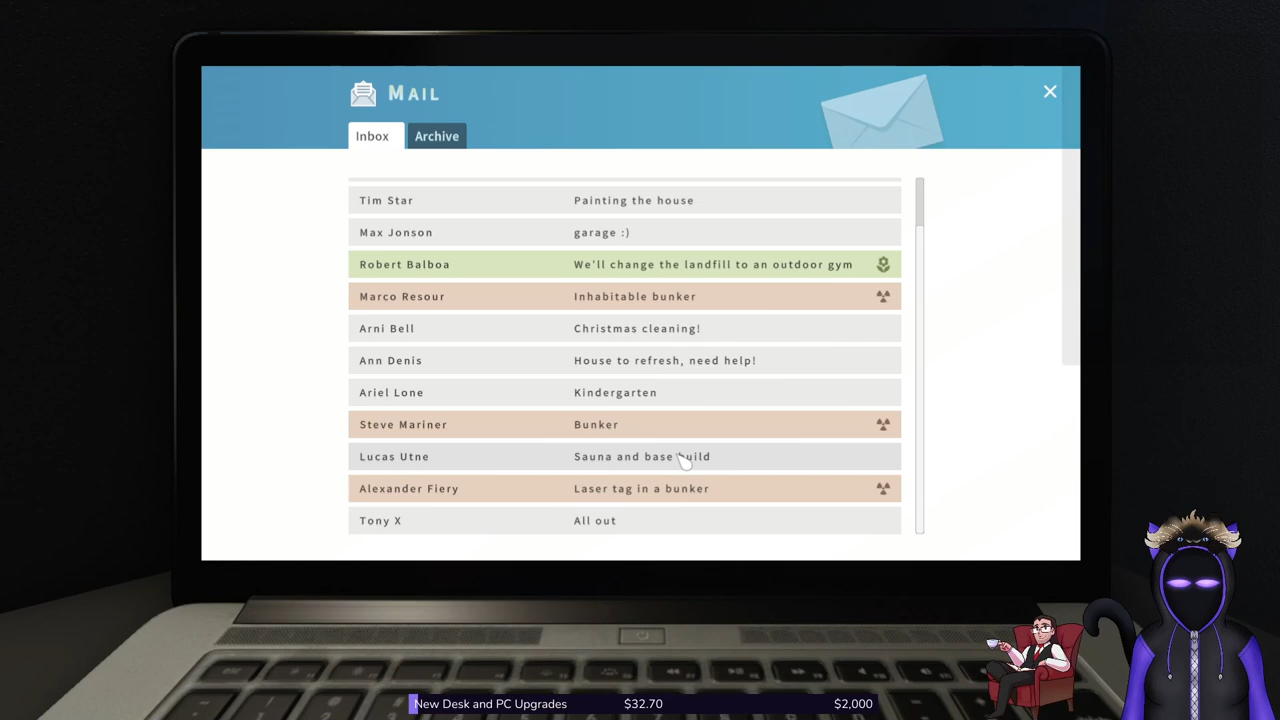 MAIL
Inbox Archive
Tim Star Painting the house
Max Jonson garage :)
Robert Balboa We'll change the landfill to an outdoor gym
Marco Resour Inhabitable bunker
Arni Bell Christmas cleaning!
Ann Denis House to refresh, need help!
Ariel Lone Kindergarten
Steve Mariner Bunker
Lucas Utne Sauna and base build
Alexander Fiery Laser tag in a bunker
Tony X All out
New Desk and PC Upgrades $32.70 $2,000